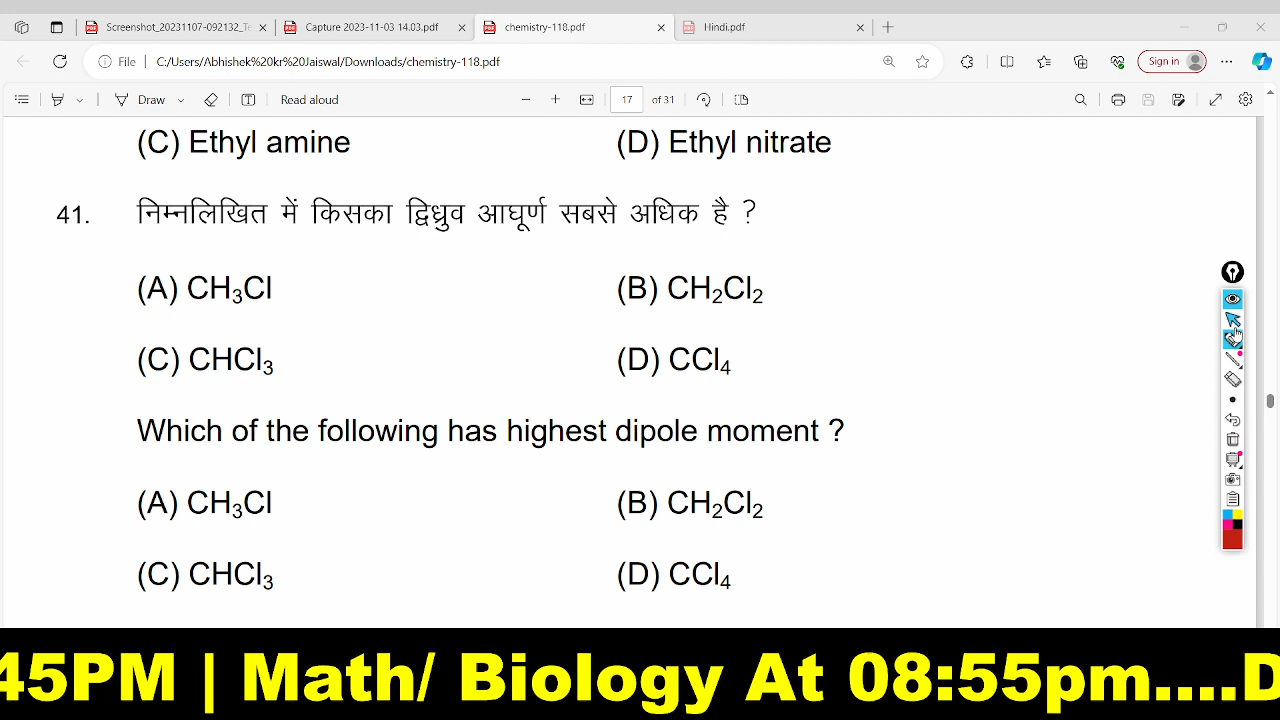 Screenshot_20231107-092132_Te
Capture 2023-11-03 14.03.pdf
chemistry-118.pdf
Hindi.pdf
File
C:/Users/Abhishek%20kr%20Jaiswal/Downloads/chemistry-118.pdf
Sign in
Draw
Read aloud
17
of 31
(C) Ethyl amine (D) Ethyl nitrate
41. निम्नलिखित में किसका द्विध्रुव आघूर्ण सबसे अधिक है ?
(A) CH₃Cl (B) CH₂Cl₂
(C) CHCl₃ (D) CCl₄
Which of the following has highest dipole moment ?
(A) CH₃Cl (B) CH₂Cl₂
(C) CHCl₃ (D) CCl₄
45PM | Math/ Biology At 08:55pm....D